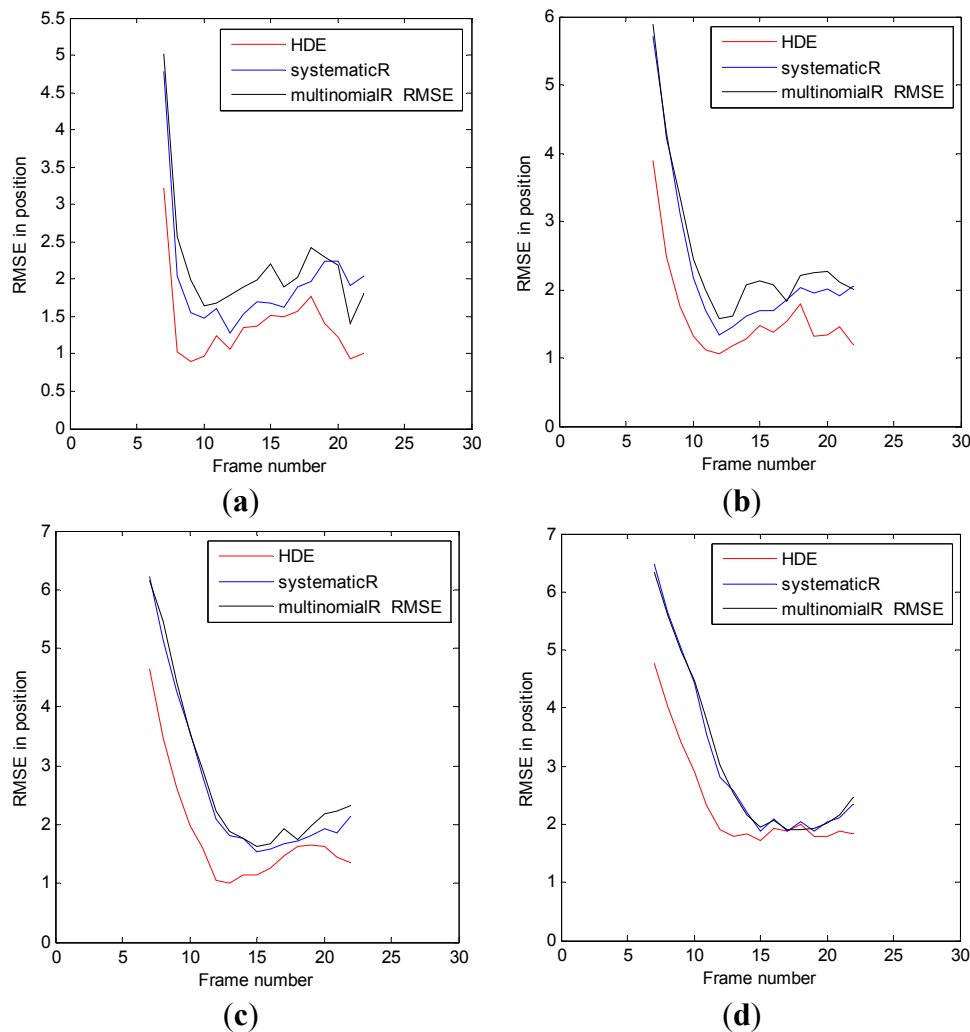 5.5
5
4.5
4
3.5
3
2.5
2
1.5
1
0.5
0
RMSE in position
HDE
systematicR
multinomialR RMSE
0 5 10 15 20 25 30
Frame number
(a)
6
5
4
3
2
1
0
RMSE in position
HDE
systematicR
multinomialR RMSE
0 5 10 15 20 25 30
Frame number
(b)
7
6
5
4
3
2
1
0
RMSE in position
HDE
systematicR
multinomialR RMSE
0 5 10 15 20 25 30
Frame number
(c)
7
6
5
4
3
2
1
0
RMSE in position
HDE
systematicR
multinomialR RMSE
0 5 10 15 20 25 30
Frame number
(d)